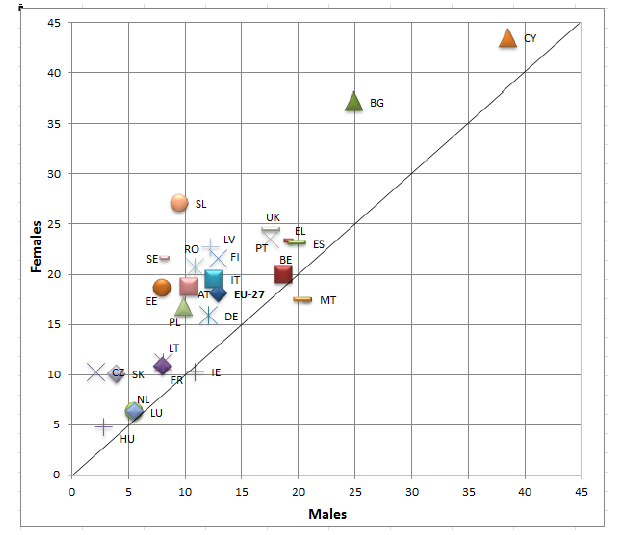 45
CY
40
BG
35
30
SL
25
UK
EL
LV
PT
ES
RO
FI
SE
BE
20
IT
EE
AT
EU-27
MT
PL
DE
15
LT
CZ
SK
FR
IE
10
NL
LU
5
HU
0
Females
0 5 10 15 20 25 30 35 40 45
Males